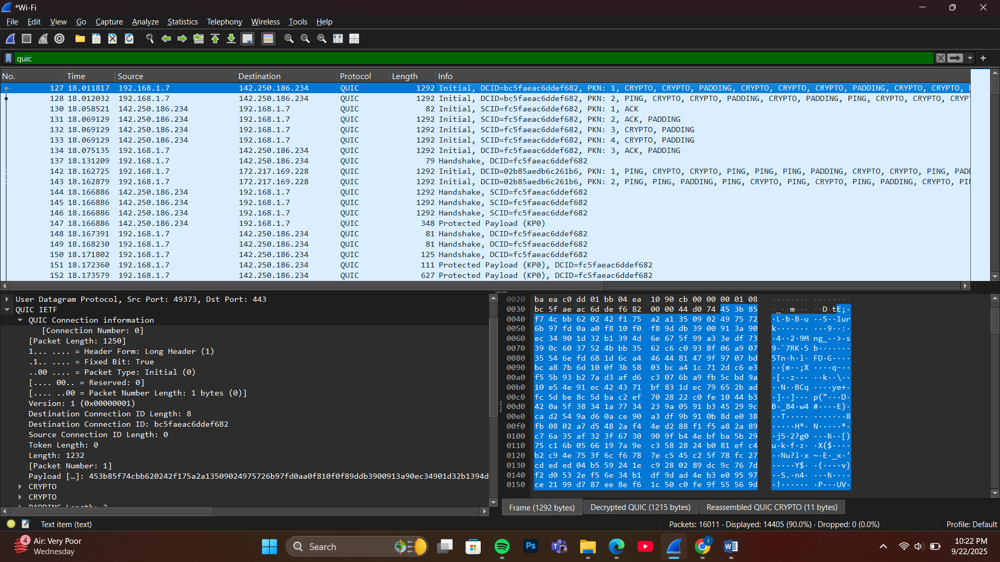 *Wi-Fi
File Edit View Go Capture Analyze Statistics Telephony Wireless Tools Help
quic
No. Time Source Destination Protocol Length Info
127 18.011817 192.168.1.7 142.250.186.234 QUIC 1292 Initial, DCID=bc5faeac6ddef682, PKN: 1, CRYPTO, CRYPTO, PADDING, CRYPTO, CRYPTO, CRYPTO, PADDING, CRYPTO, CRYPTO,
128 18.012032 192.168.1.7 142.250.186.234 QUIC 1292 Initial, DCID=bc5faeac6ddef682, PKN: 2, PING, CRYPTO, CRYPTO, PADDING, CRYPTO, PADDING, PING, CRYPTO, CRYPTO, CRYPT
130 18.058521 142.250.186.234 192.168.1.7 QUIC 82 Initial, SCID=fc5faeac6ddef682, PKN: 1, ACK
131 18.069129 142.250.186.234 192.168.1.7 QUIC 1292 Initial, SCID=fc5faeac6ddef682, PKN: 2, ACK, PADDING
132 18.069129 142.250.186.234 192.168.1.7 QUIC 1292 Initial, SCID=fc5faeac6ddef682, PKN: 3, CRYPTO, PADDING
133 18.069129 142.250.186.234 192.168.1.7 QUIC 1292 Initial, SCID=fc5faeac6ddef682, PKN: 4, CRYPTO, PADDING
134 18.075135 192.168.1.7 142.250.186.234 QUIC 1292 Initial, DCID=fc5faeac6ddef682, PKN: 3, ACK, PADDING
137 18.131209 192.168.1.7 142.250.186.234 QUIC 79 Handshake, DCID=fc5faeac6ddef682
142 18.162725 192.168.1.7 172.217.169.228 QUIC 1292 Initial, DCID=02b85aedb6c261b6, PKN: 1, PING, CRYPTO, CRYPTO, PING, PING, PING, PADDING, CRYPTO, CRYPTO, PING, PADD
143 18.162879 192.168.1.7 172.217.169.228 QUIC 1292 Initial, DCID=02b85aedb6c261b6, PKN: 2, PING, PING, PADDING, PING, CRYPTO, PING, CRYPTO, PING, PADDING, CRYPTO, PIN
144 18.166886 142.250.186.234 192.168.1.7 QUIC 1292 Handshake, SCID=fc5faeac6ddef682
145 18.166886 142.250.186.234 192.168.1.7 QUIC 1292 Handshake, SCID=fc5faeac6ddef682
146 18.166886 142.250.186.234 192.168.1.7 QUIC 1292 Handshake, SCID=fc5faeac6ddef682
147 18.166886 142.250.186.234 192.168.1.7 QUIC 348 Protected Payload (KP0)
148 18.167391 192.168.1.7 142.250.186.234 QUIC 81 Handshake, DCID=fc5faeac6ddef682
149 18.168230 192.168.1.7 142.250.186.234 QUIC 81 Handshake, DCID=fc5faeac6ddef682
150 18.171802 192.168.1.7 142.250.186.234 QUIC 125 Handshake, DCID=fc5faeac6ddef682
151 18.172360 192.168.1.7 142.250.186.234 QUIC 111 Protected Payload (KP0), DCID=fc5faeac6ddef682
152 18.173579 192.168.1.7 142.250.186.234 QUIC 627 Protected Payload (KP0), DCID=fc5faeac6ddef682
User Datagram Protocol, Src Port: 49373, Dst Port: 443
QUIC IETF
QUIC Connection information
[Connection Number: 0]
[Packet Length: 1250]
1... .... = Header Form: Long Header (1)
.1.. .... = Fixed Bit: True
..00 .... = Packet Type: Initial (0)
[.... 00.. = Reserved: 0]
[.... ..00 = Packet Number Length: 1 bytes (0)]
Version: 1 (0x00000001)
Destination Connection ID Length: 8
Destination Connection ID: bc5faeac6ddef682
Source Connection ID Length: 0
Token Length: 0
Length: 1232
[Packet Number: 1]
Payload […]: 453b85f74cbb620242f175a2a13509024975726b97fd0aa0f810f0f89ddb3900913a90ec34901d32b1394d
CRYPTO
CRYPTO
PADDING Length: 2
0020 ba ea c0 dd 01 bb 04 ea 10 90 cb 00 00 00 01 08 ········ ········
0030 bc 5f ae ac 6d de f6 82 00 00 44 d0 74 45 3b 85 ·_··m··· ··D·tE;·
0040 f7 4c bb 62 02 42 f1 75 a2 a1 35 09 02 49 75 72 ·L·b·B·u ··5··Iur
0050 6b 97 fd 0a a0 f8 10 f0 f8 9d db 39 00 91 3a 90 k······· ···9··:·
0060 ec 34 90 1d 32 b1 39 4d 6e 67 5f 99 a3 3e df 73 ·4··2·9M ng_··>·s
0070 39 0c 60 37 52 4b bb 35 62 c6 c0 93 8f 06 a9 07 9·`7RK·5 b·······
0080 35 54 6e fd 68 1d 6c a4 46 44 81 47 9f 97 07 bd 5Tn·h·l· FD·G····
0090 bc a8 7b 6d 10 0f 3b 58 03 bc a4 1c 71 2d c6 e3 ··{m··;X ····q-··
00a0 f5 5b 93 b2 7a d3 af d6 c3 07 6b a9 fb 5c bd 9a ·[··z··· ··k··\··
00b0 10 e5 4e 91 ec 42 43 71 bf 83 1d ec 79 65 2b ad ··N··BCq ····ye+·
00c0 fc 5d be 8c 5d ba c2 ef 70 28 22 c0 fe 10 44 b3 ·]··]··· p("···D·
00d0 42 0a 5f 38 34 1a 77 34 23 9a 05 91 b3 45 29 9c B·_84·w4 #····E)·
00e0 ca d2 54 9a d6 0a ce 90 a3 df 9b 91 0b 8d e0 38 ··T····· ·······8
00f0 fb 08 02 a7 d5 48 2a f4 4e d2 88 f1 f5 a8 2a 89 ·····H*· N·····*·
0100 c7 6a 35 af 32 3f 67 30 90 9f b4 4e bf ba 5b 29 ·j5·2?g0 ···N··[)
0110 75 c1 6b 05 66 19 7a 9e c3 58 28 24 b0 81 ef c4 u·k·f·z· ·X($····
0120 b2 c9 4e 75 3f 6c f6 78 7e c5 45 c2 5f 78 fc 27 ··Nu?l·x ~·E·_x·'
0130 cd ed ed 04 b5 59 24 1e c9 28 02 89 dc 9c 76 7d ·····Y$· ·(····v}
0140 f2 d0 53 2e f5 6e 34 b1 df 9d ad 4e b3 e0 95 97 ··S.·n4· ···N····
0150 ce 21 99 d7 87 ee 8e f6 1c 50 c0 fe 9f 55 56 9d ·!······ ·P···UV·
Frame (1292 bytes) Decrypted QUIC (1215 bytes) Reassembled QUIC CRYPTO (11 bytes)
Text item (text) Packets: 16011 · Displayed: 14405 (90.0%) · Dropped: 0 (0.0%) Profile: Default
4
Air: Very Poor
Wednesday
Search
Ps
10:22 PM
9/22/2025